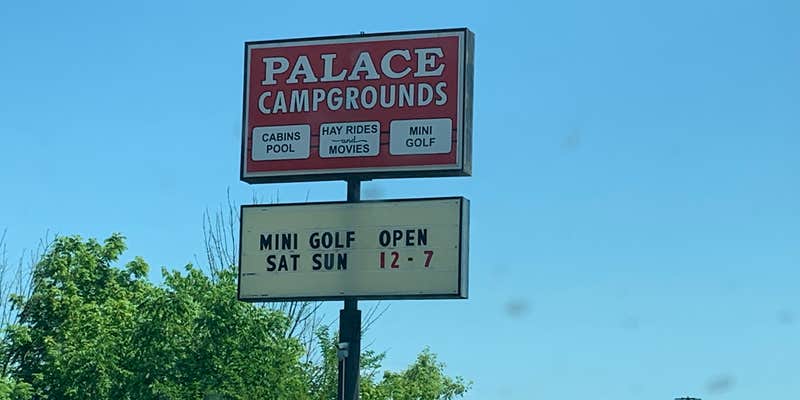 PALACE
CAMPGROUNDS
CABINS
POOL
HAY RIDES
and
MOVIES
MINI
GOLF
MINI GOLF OPEN
SAT SUN 12-7